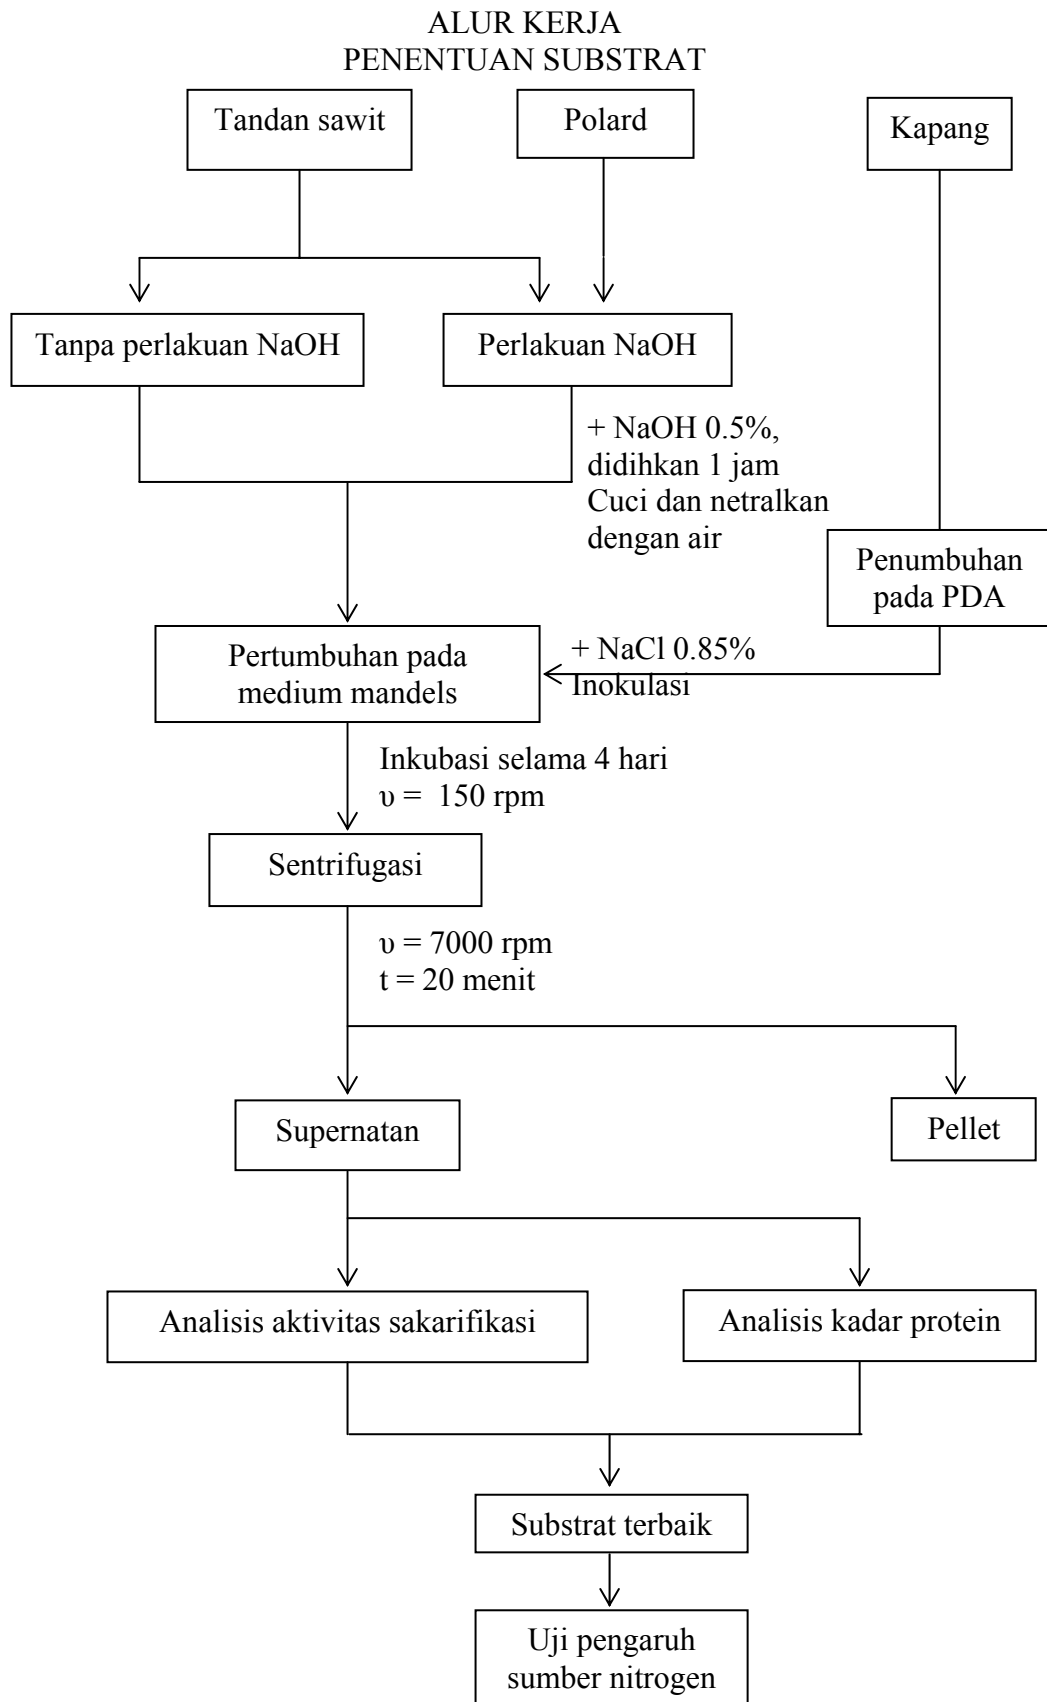 ALUR KERJA
PENENTUAN SUBSTRAT
Tandan sawit
Polard
Kapang
Tanpa perlakuan NaOH
Perlakuan NaOH
+ NaOH 0.5%,
didihkan 1 jam
Cuci dan netralkan
dengan air
Penumbuhan
pada PDA
Pertumbuhan pada
medium mandels
+ NaCl 0.85%
Inokulasi
Inkubasi selama 4 hari
υ =  150 rpm
Sentrifugasi
υ = 7000 rpm
t = 20 menit
Supernatan
Pellet
Analisis aktivitas sakarifikasi
Analisis kadar protein
Substrat terbaik
Uji pengaruh
sumber nitrogen